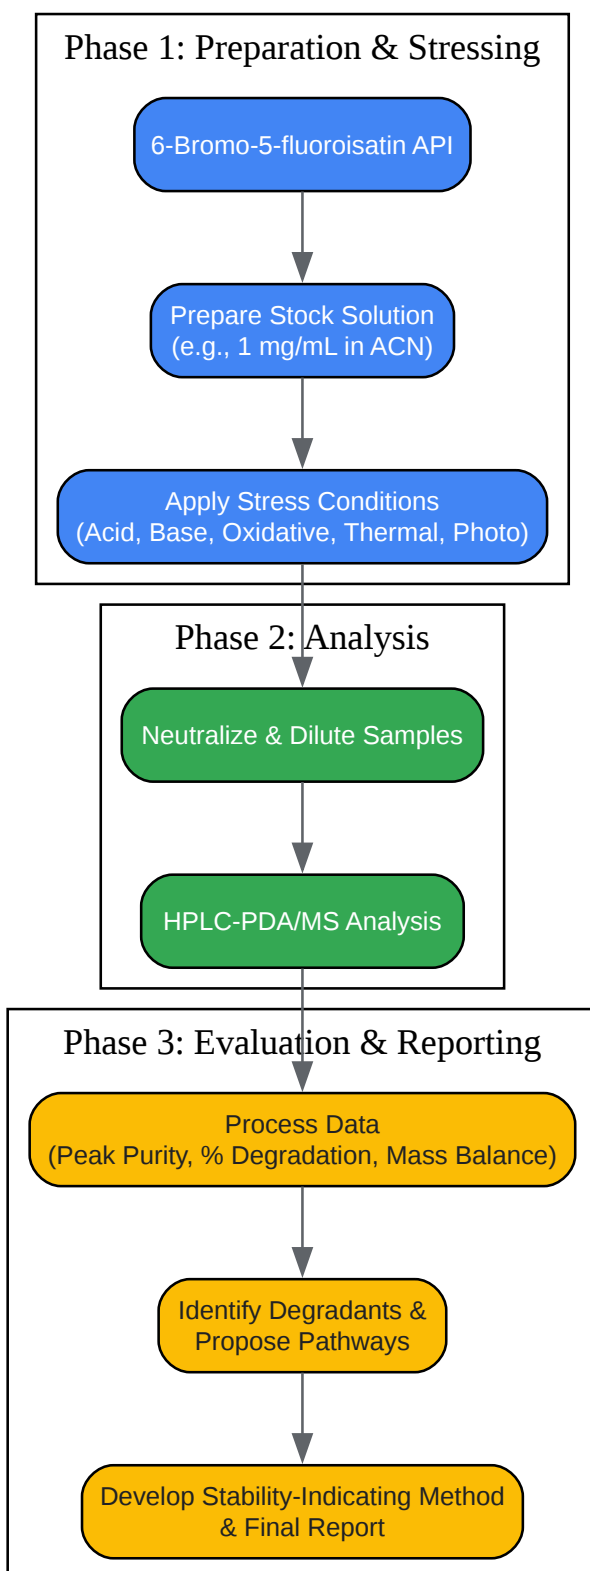 Phase 1: Preparation & Stressing
6-Bromo-5-fluoroisatin API
Prepare Stock Solution
(e.g., 1 mg/mL in ACN)
Apply Stress Conditions
(Acid, Base, Oxidative, Thermal, Photo)
Phase 2: Analysis
Neutralize & Dilute Samples
HPLC-PDA/MS Analysis
Phase 3: Evaluation & Reporting
Process Data
(Peak Purity, % Degradation, Mass Balance)
Identify Degradants &
Propose Pathways
Develop Stability-Indicating Method
& Final Report